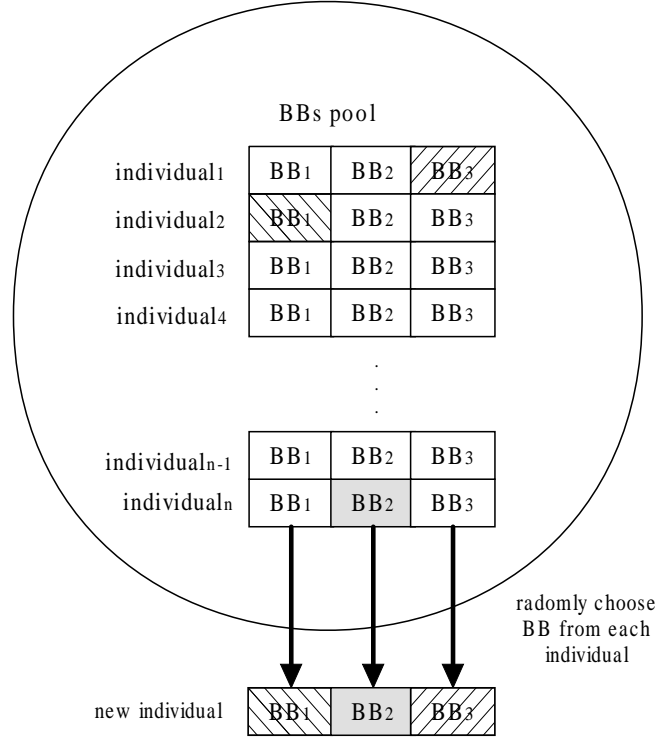 BBs pool
individual1 BB1 BB2 BB3
individual2 BB1 BB2 BB3
individual3 BB1 BB2 BB3
individual4 BB1 BB2 BB3
.
.
.
individualn-1 BB1 BB2 BB3
individualn BB1 BB2 BB3
radomly choose
BB from each
individual
new individual BB1 BB2 BB3